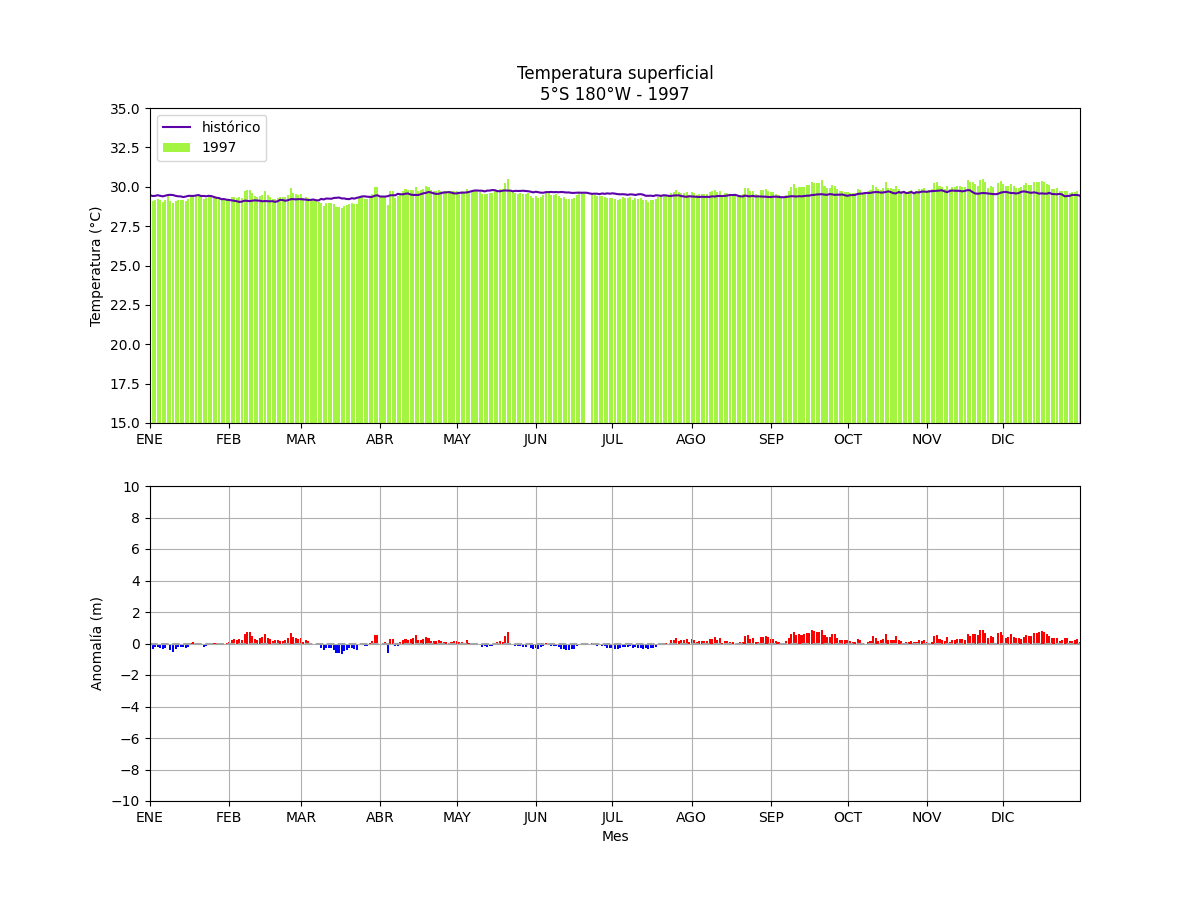 Temperatura superficial
5°S 180°W - 1997
histórico
1997
Temperatura (°C)
35.0
32.5
30.0
27.5
25.0
22.5
20.0
17.5
15.0
ENE FEB MAR ABR MAY JUN JUL AGO SEP OCT NOV DIC
Anomalía (m)
10
8
6
4
2
0
−2
−4
−6
−8
−10
ENE FEB MAR ABR MAY JUN JUL AGO SEP OCT NOV DIC
Mes